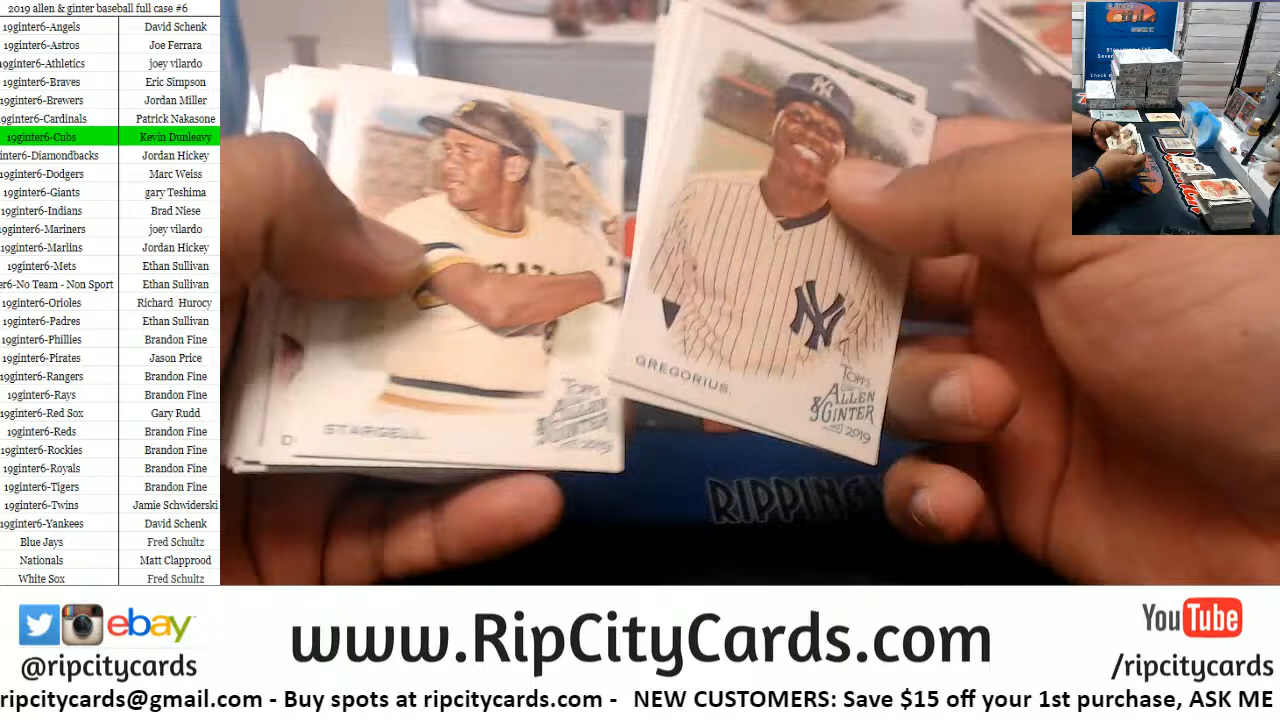 2019 allen & ginter baseball full case #6
19ginter6-Angels David Schenk
19ginter6-Astros Joe Ferrara
19ginter6-Athletics joey vilardo
19ginter6-Braves Eric Simpson
19ginter6-Brewers Jordan Miller
19ginter6-Cardinals Patrick Nakasone
19ginter6-Cubs Kevin Dunleavy
inter6-Diamondbacks Jordan Hickey
19ginter6-Dodgers Marc Weiss
19ginter6-Giants gary Teshima
19ginter6-Indians Brad Niese
19ginter6-Mariners joey vilardo
19ginter6-Marlins Jordan Hickey
19ginter6-Mets Ethan Sullivan
r6-No Team - Non Sport Ethan Sullivan
19ginter6-Orioles Richard Hurocy
19ginter6-Padres Ethan Sullivan
19ginter6-Phillies Brandon Fine
19ginter6-Pirates Jason Price
19ginter6-Rangers Brandon Fine
19ginter6-Rays Brandon Fine
19ginter6-Red Sox Gary Rudd
19ginter6-Reds Brandon Fine
19ginter6-Rockies Brandon Fine
19ginter6-Royals Brandon Fine
19ginter6-Tigers Brandon Fine
19ginter6-Twins Jamie Schwiderski
19ginter6-Yankees David Schenk
Blue Jays Fred Schultz
Nationals Matt Clapprood
White Sox Fred Schultz
STARGELL
TOPPS
ALLEN
& GINTER
2019
NY
NY
GREGORIUS.
TOPPS
ALLEN
& GINTER
2019
RIPPING
ebay
@ripcitycards
www.RipCityCards.com
YouTube
/ripcitycards
ripcitycards@gmail.com - Buy spots at ripcitycards.com - NEW CUSTOMERS: Save $15 off your 1st purchase, ASK ME